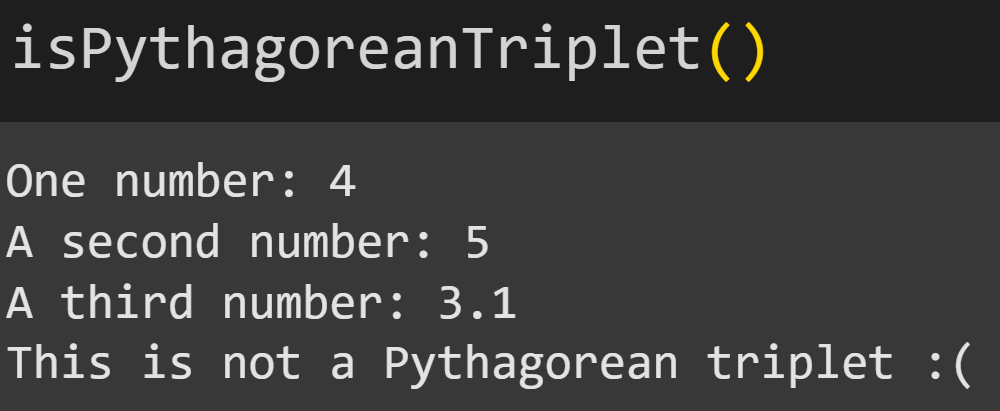 isPythagoreanTriplet()
One number: 4
A second number: 5
A third number: 3.1
This is not a Pythagorean triplet :(